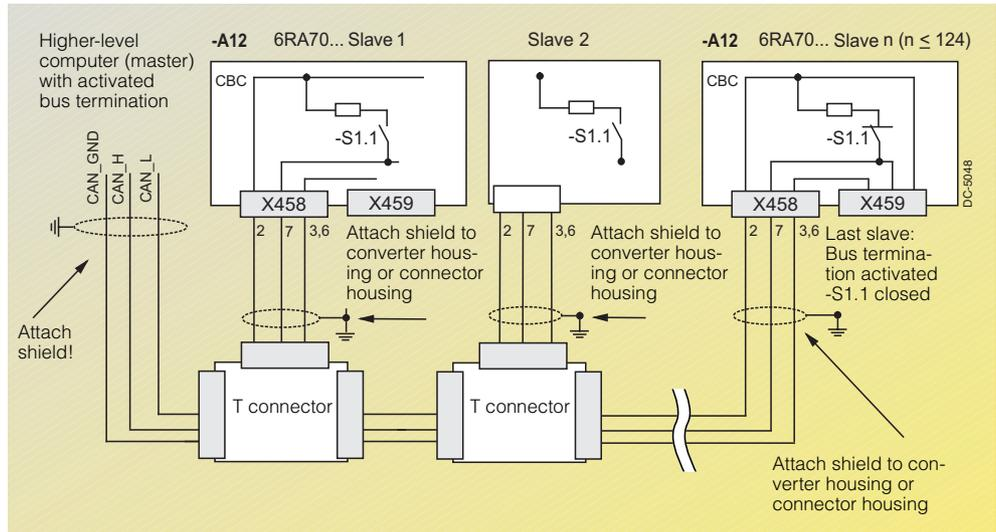 Higher-level
computer (master)
with activated
bus termination
-A12 6RA70... Slave 1
Slave 2
-A12 6RA70... Slave n (n ≤ 124)
CBC
-S1.1
-S1.1
CBC
-S1.1
CAN_GND
CAN_H
CAN_L
X458
X459
X458
X459
DC-5048
2 7 3,6
Attach shield to
converter hous-
ing or connector
housing
2 7 3,6
Attach shield to
converter hous-
ing or connector
housing
2 7 3,6
Last slave:
Bus termina-
tion activated
-S1.1 closed
Attach
shield!
T connector
T connector
Attach shield to con-
verter housing or
connector housing